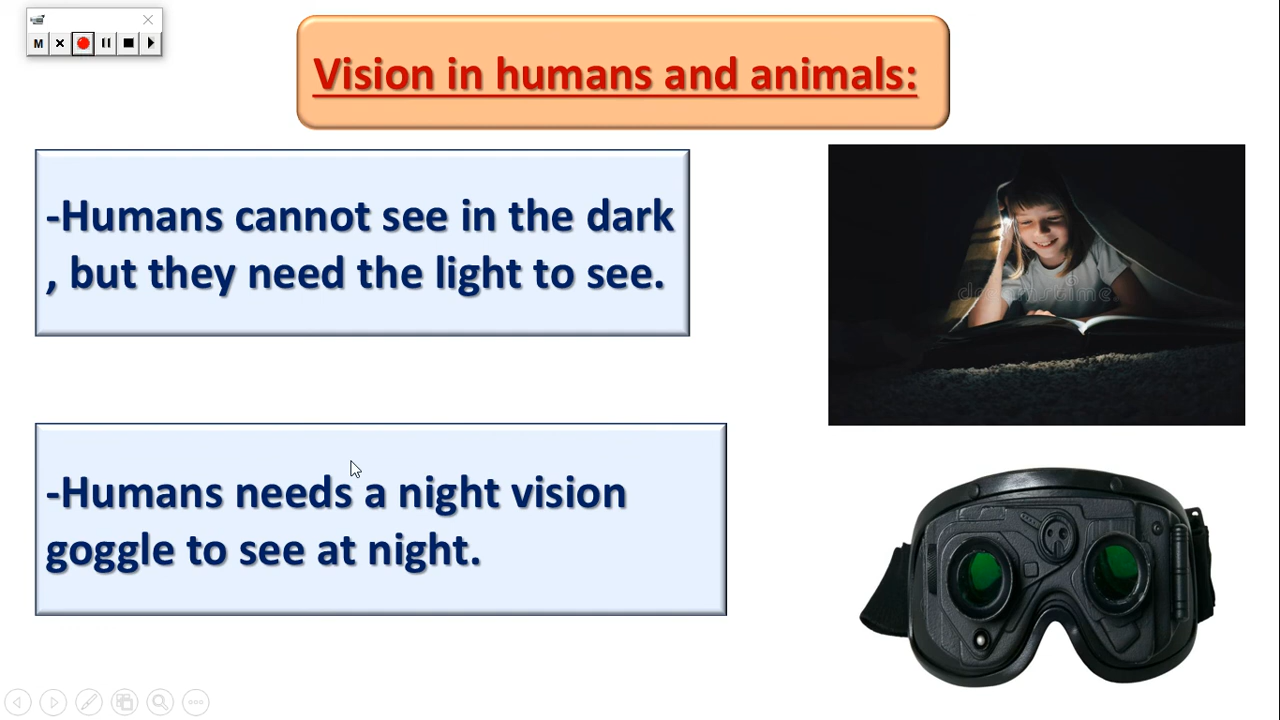 M
Vision in humans and animals:
-Humans cannot see in the dark
, but they need the light to see.
-Humans needs a night vision
goggle to see at night.